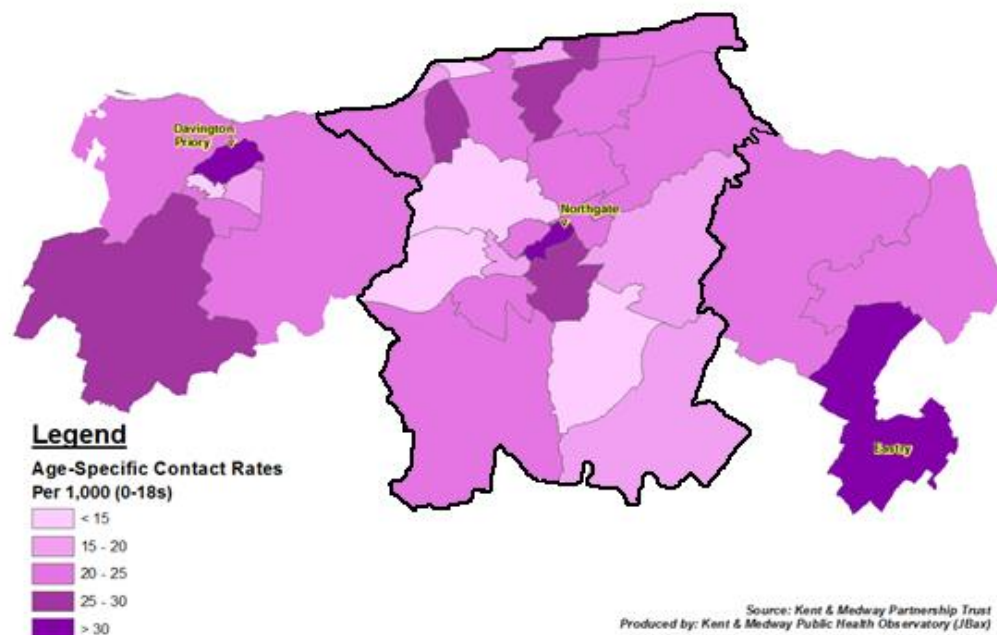 Davington
Priory
Northgate
Eastry
Legend
Age-Specific Contact Rates
Per 1,000 (0-18s)
< 15
15 - 20
20 - 25
25 - 30
> 30
Source: Kent & Medway Partnership Trust
Produced by: Kent & Medway Public Health Observatory (JBax)